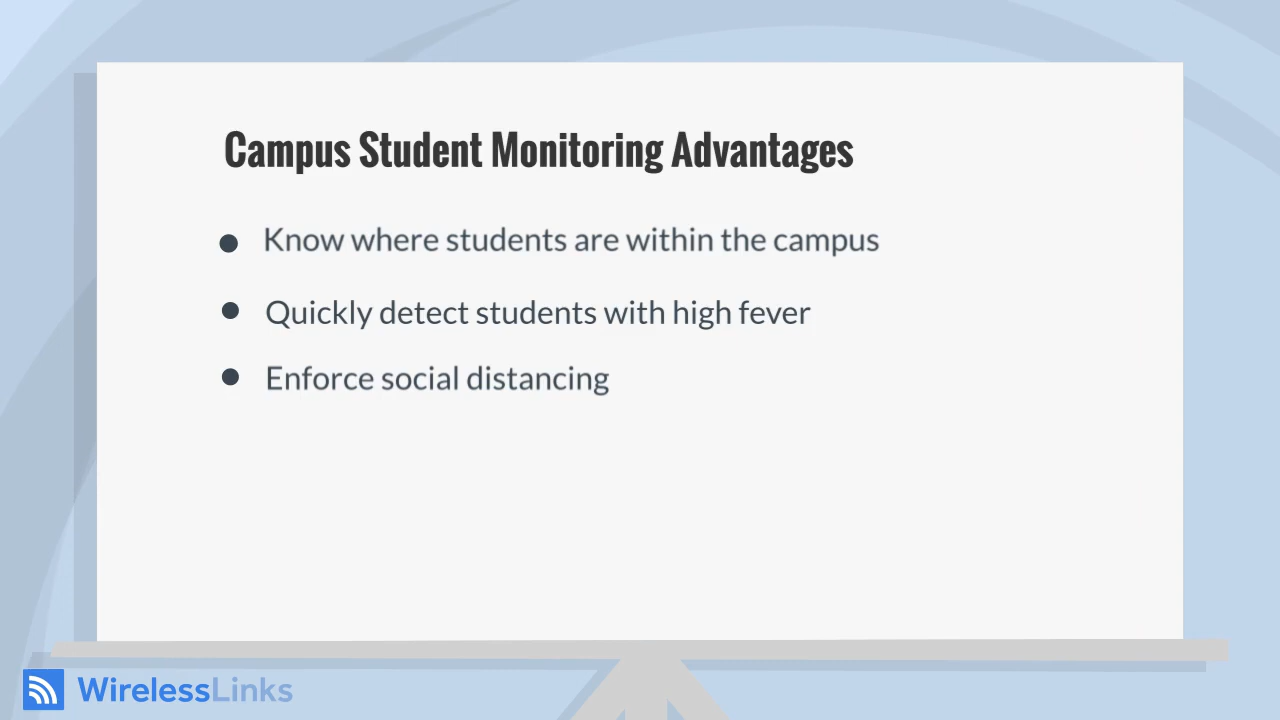 Campus Student Monitoring Advantages
Know where students are within the campus
Quickly detect students with high fever
Enforce social distancing
WirelessLinks